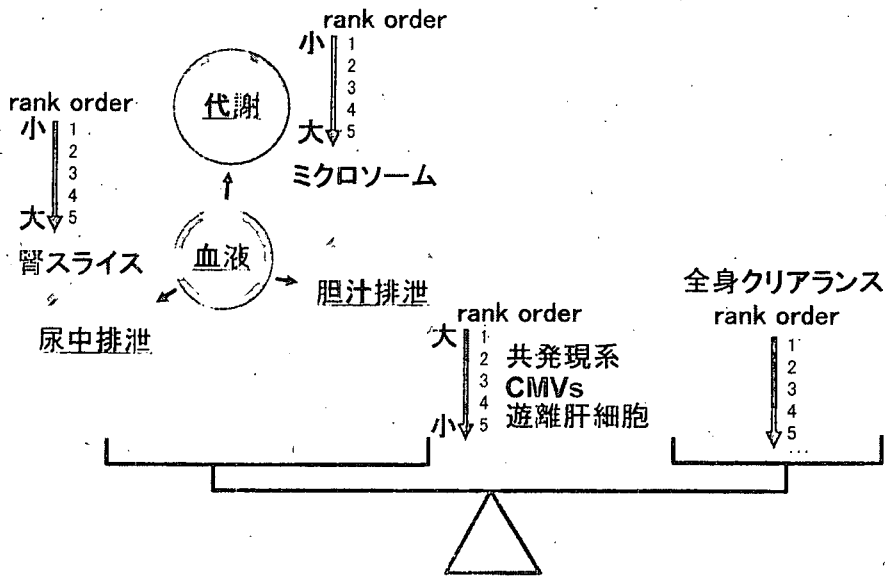 rank order
小 1
2
3
4
大 5
ミクロソーム
代謝
rank order
小 1
2
3
4
大 5
腎スライス
血液
胆汁排泄
尿中排泄
rank order
大 1
2
3
4
小 5
共発現系
CMVs
遊離肝細胞
全身クリアランス
rank order
1
2
3
4
5
...